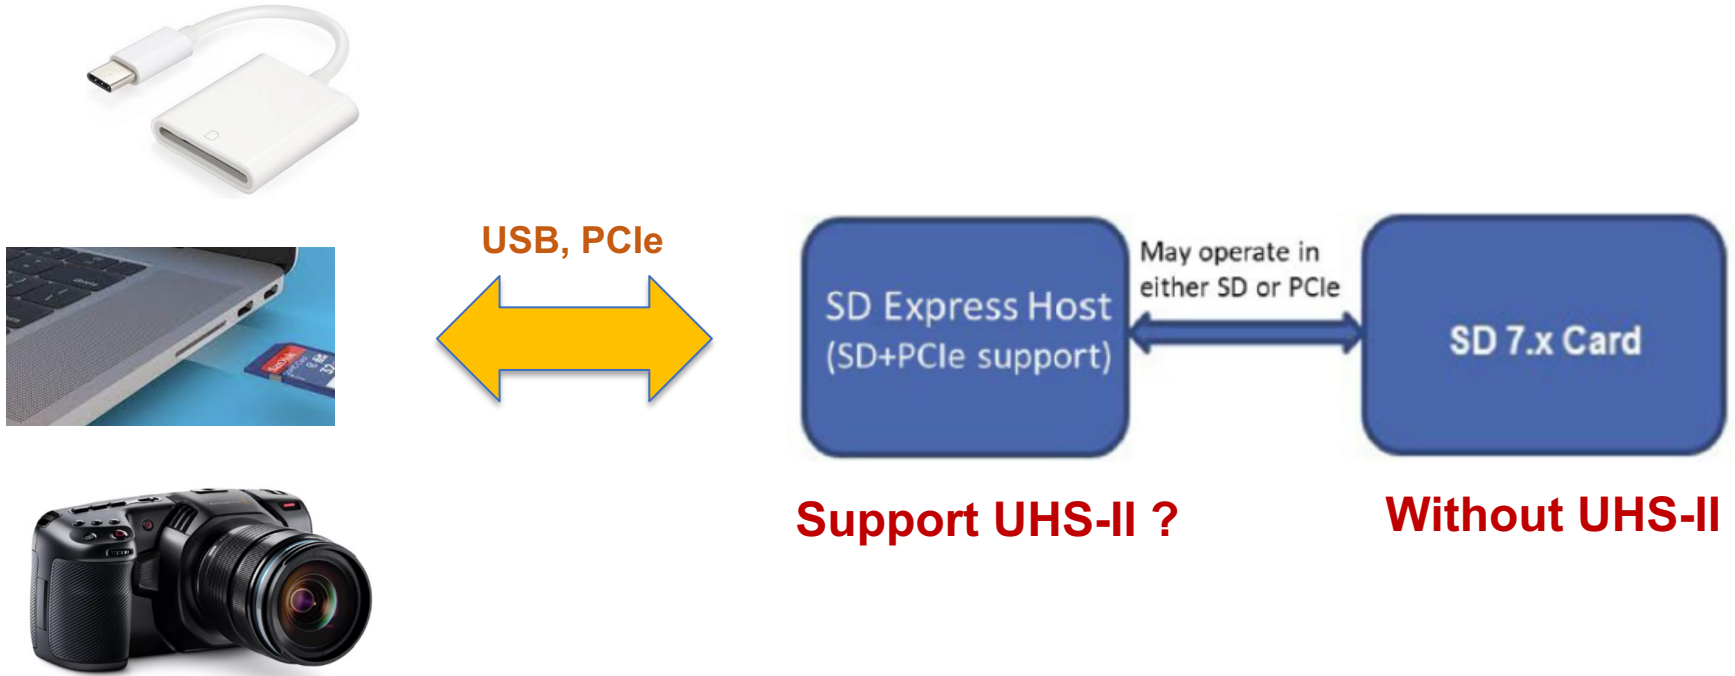 USB, PCIe
SD Express Host
(SD+PCIe support)
May operate in
either SD or PCIe
SD 7.x Card
Support UHS-II ?
Without UHS-II
SanDisk